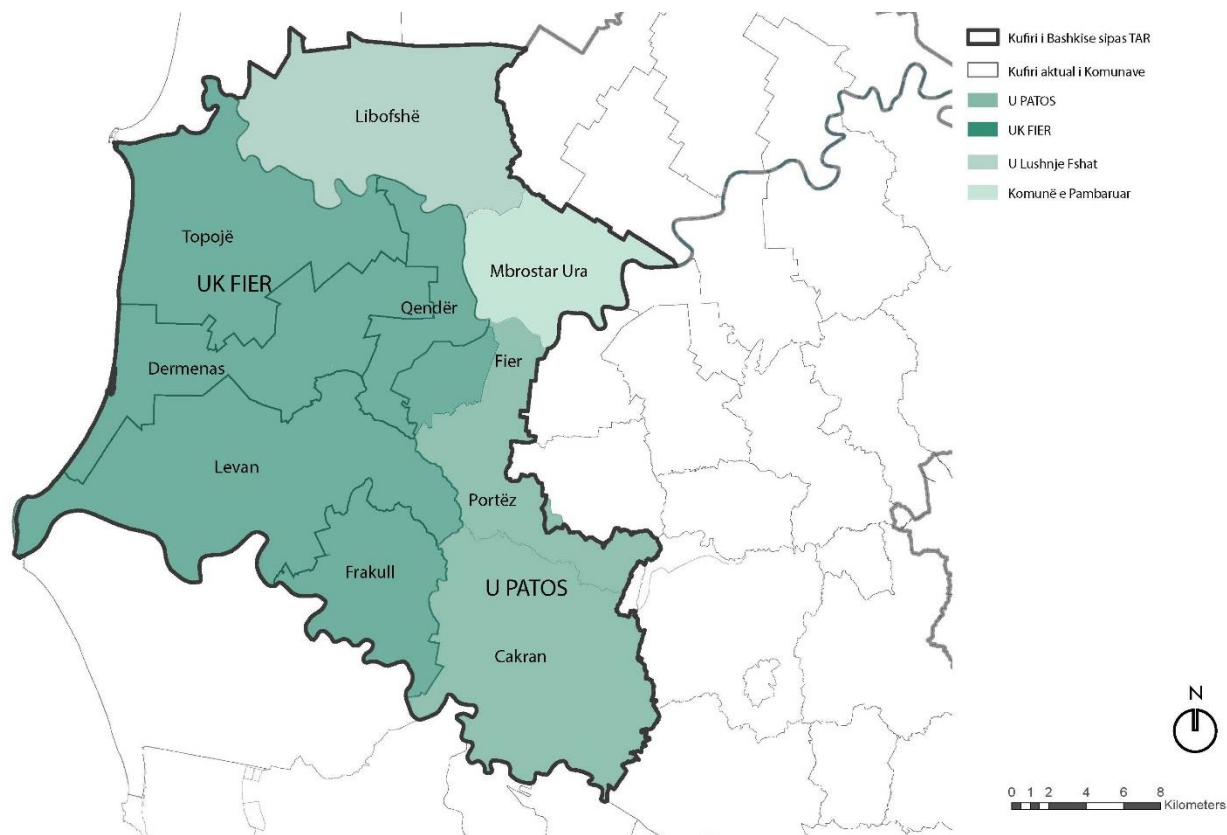 Libofshë
Topojë
UK FIER
Mbrostar Ura
Qendër
Fier
Dermenas
Levan
Portëz
Frakull
U PATOS
Cakran
Kufiri i Bashkise sipas TAR
Kufiri aktual i Komunave
U PATOS
UK FIER
U Lushnje Fshat
Komunë e Pambaruar
N
0 1 2 4 6 8
Kilometers